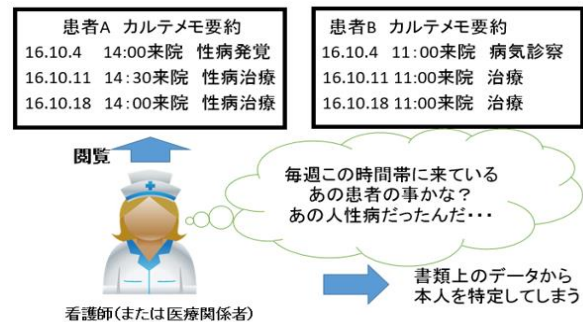 患者A カルテメモ要約
16.10.4 14:00来院 性病発覚
16.10.11 14:30来院 性病治療
16.10.18 14:00来院 性病治療
患者B カルテメモ要約
16.10.4 11:00来院 病気診察
16.10.11 11:00来院 治療
16.10.18 11:00来院 治療
閲覧
毎週この時間帯に来ている
あの患者の事かな?
あの人性病だったんだ・・・
書類上のデータから
本人を特定してしまう
看護師(または医療関係者)